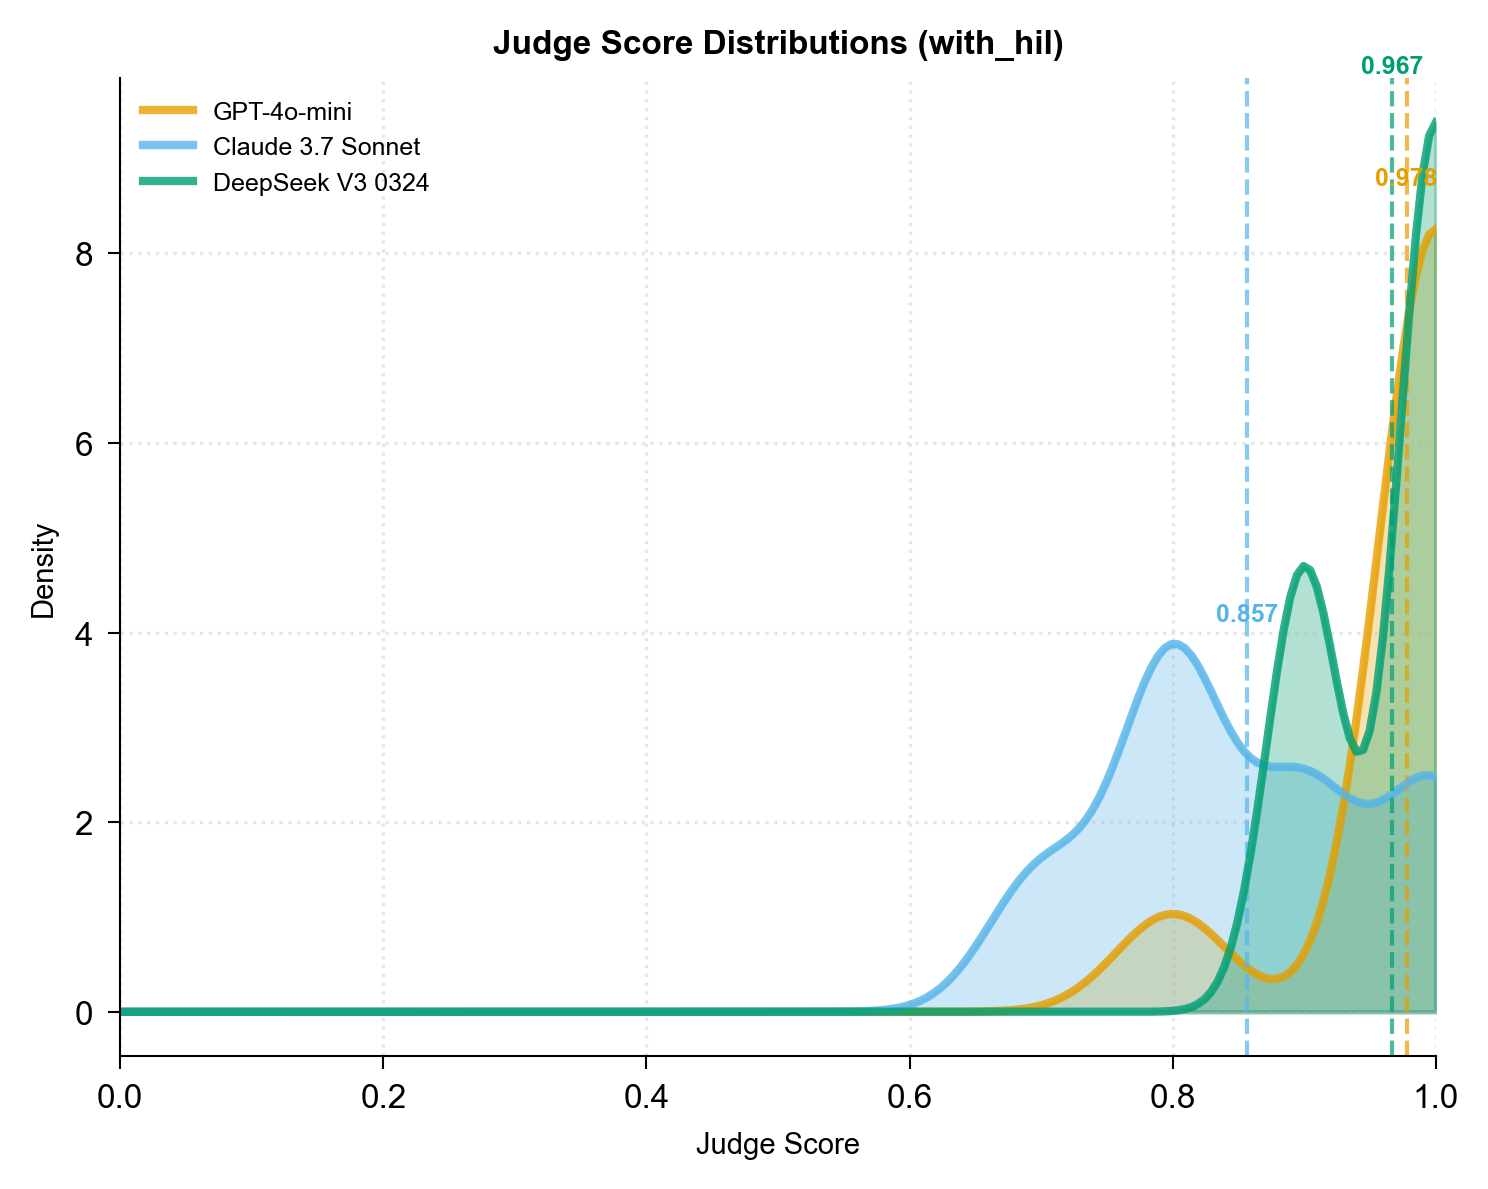 Judge Score Distributions (with_hil)
0.967
GPT-4o-mini
Claude 3.7 Sonnet
DeepSeek V3 0324
0.978
0.857
8
6
4
2
0
Density
0.0 0.2 0.4 0.6 0.8 1.0
Judge Score